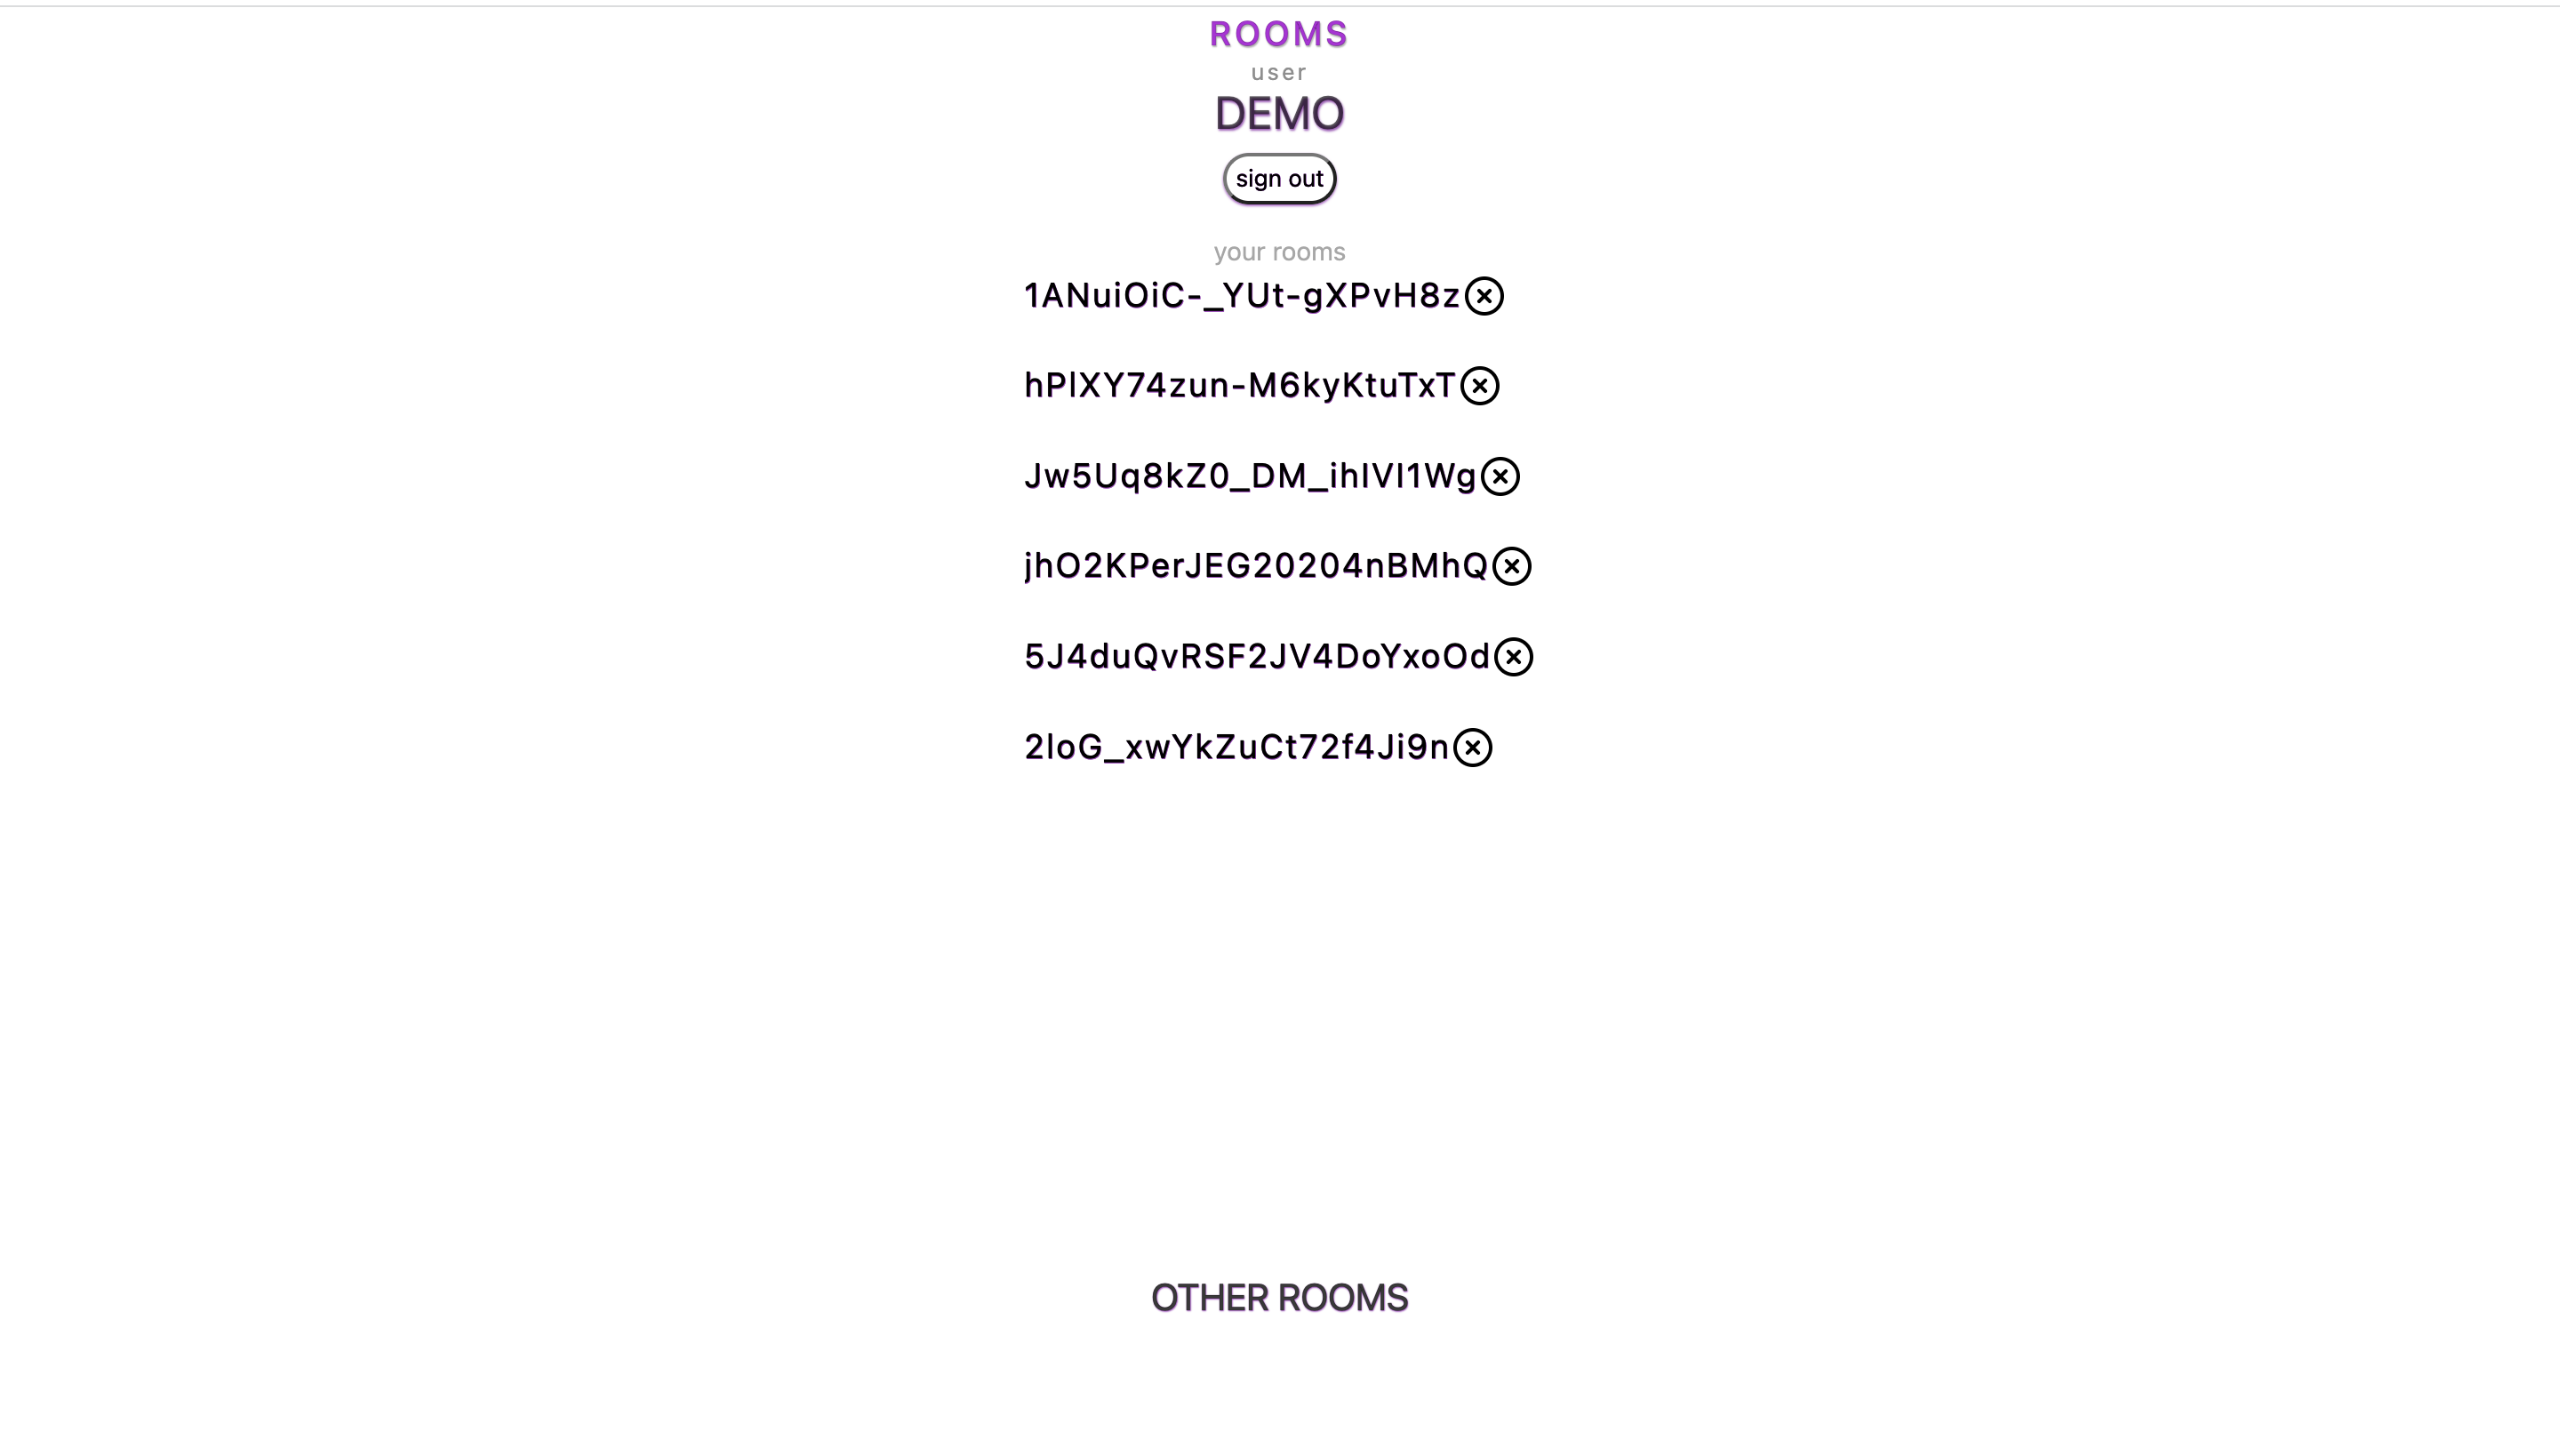 ROOMS
user
DEMO
sign out
your rooms
1ANuiOiC-_YUt-gXPvH8z
hPlXY74zun-M6kyKtuTxT
Jw5Uq8kZ0_DM_ihIVI1Wg
jhO2KPerJEG20204nBMhQ
5J4duQvRSF2JV4DoYxoOd
2loG_xwYkZuCt72f4Ji9n
OTHER ROOMS